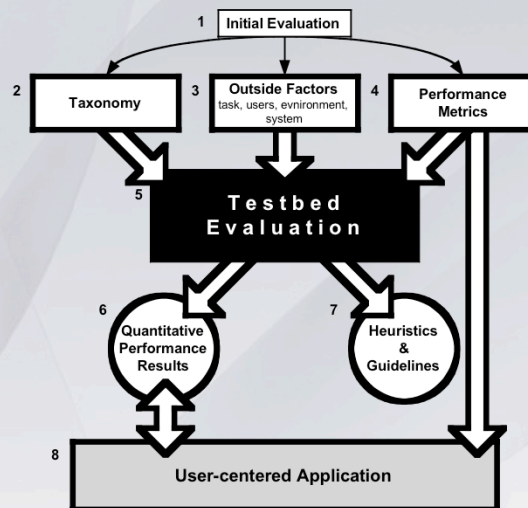 1 Initial Evaluation
2 Taxonomy
3 Outside Factors
task, users, evnironment,
system
4 Performance
Metrics
5 Testbed
Evaluation
6 Quantitative
Performance
Results
7 Heuristics
&
Guidelines
8 User-centered Application